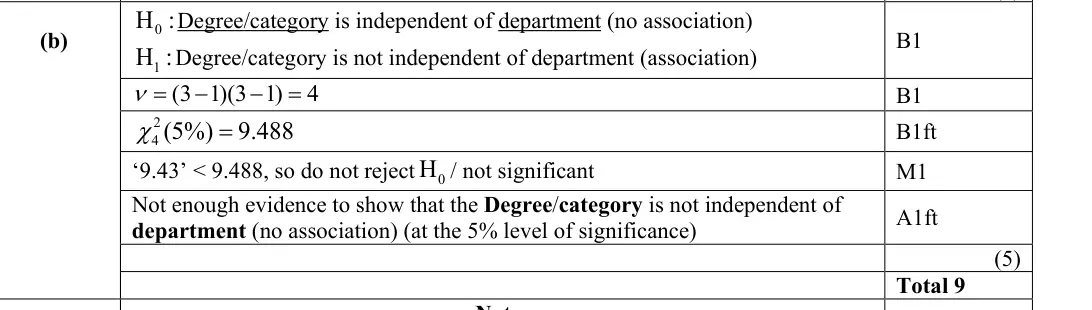 (b)
H₀ : Degree/category is independent of department (no association)
H₁ : Degree/category is not independent of department (association)
B1
ν = (3−1)(3−1) = 4
B1
χ²₄(5%) = 9.488
B1ft
‘9.43’ < 9.488, so do not reject H₀ / not significant
M1
Not enough evidence to show that the Degree/category is not independent of
department (no association) (at the 5% level of significance)
A1ft
(5)
Total 9